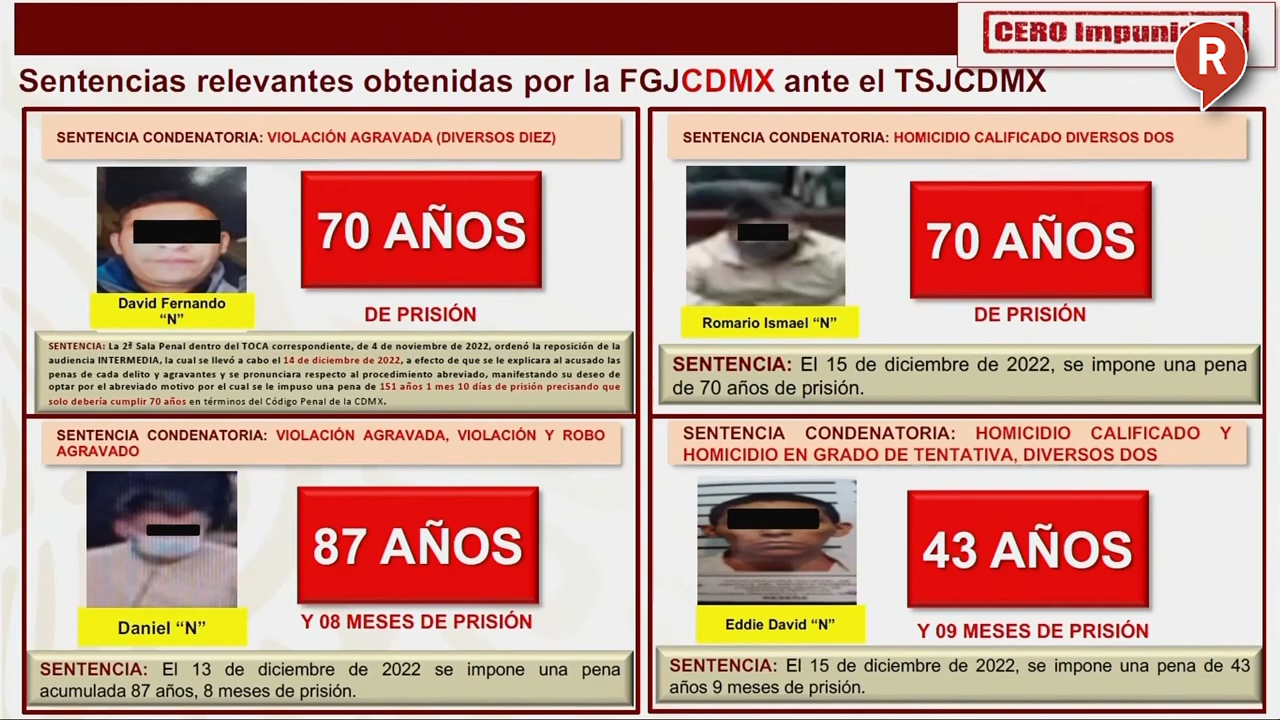 CERO Impuni
R
Sentencias relevantes obtenidas por la FGJCDMX ante el TSJCDMX
SENTENCIA CONDENATORIA: VIOLACIÓN AGRAVADA (DIVERSOS DIEZ)
70 AÑOS
David Fernando
“N”
DE PRISIÓN
SENTENCIA: La 2ª Sala Penal dentro del TOCA correspondiente, de 4 de noviembre de 2022, ordenó la reposición de la
audiencia INTERMEDIA, la cual se llevó a cabo el 14 de diciembre de 2022, a efecto de que se le explicara al acusado las
penas de cada delito y agravantes y se pronunciara respecto al procedimiento abreviado, manifestando su deseo de
optar por el abreviado motivo por el cual se le impuso una pena de 151 años 1 mes 10 días de prisión precisando que
solo debería cumplir 70 años en términos del Código Penal de la CDMX.
SENTENCIA CONDENATORIA: HOMICIDIO CALIFICADO DIVERSOS DOS
70 AÑOS
Romario Ismael “N”
DE PRISIÓN
SENTENCIA: El 15 de diciembre de 2022, se impone una pena
de 70 años de prisión.
SENTENCIA CONDENATORIA: VIOLACIÓN AGRAVADA, VIOLACIÓN Y ROBO
AGRAVADO
87 AÑOS
Daniel “N”
Y 08 MESES DE PRISIÓN
SENTENCIA: El 13 de diciembre de 2022 se impone una pena
acumulada 87 años, 8 meses de prisión.
SENTENCIA CONDENATORIA: HOMICIDIO CALIFICADO Y
HOMICIDIO EN GRADO DE TENTATIVA, DIVERSOS DOS
43 AÑOS
Eddie David “N”
Y 09 MESES DE PRISIÓN
SENTENCIA: El 15 de diciembre de 2022, se impone una pena de 43
años 9 meses de prisión.